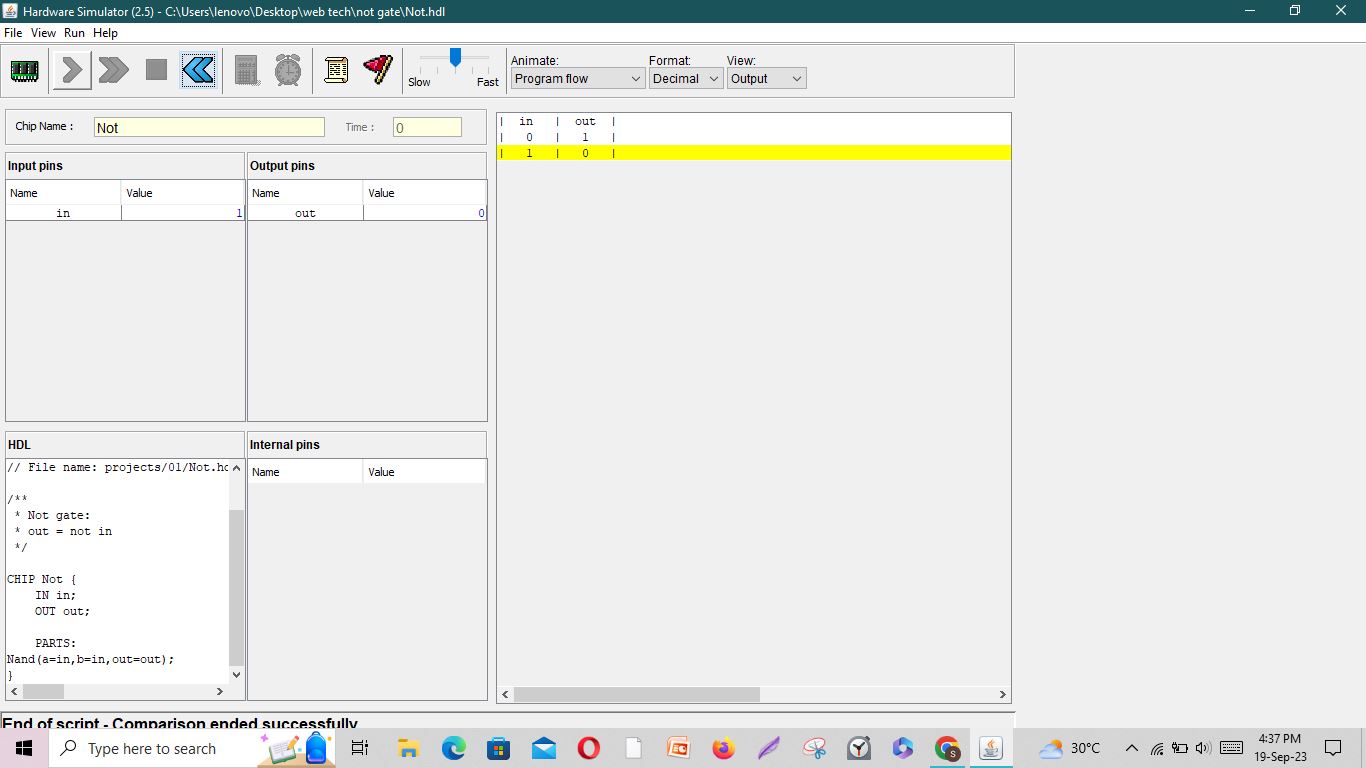 Hardware Simulator (2.5) - C:\Users\lenovo\Desktop\web tech\not gate\Not.hdl
File View Run Help
Slow Fast
Animate: Format: View:
Program flow Decimal Output
Chip Name : Not Time : 0
Input pins Output pins
Name Value Name Value
in 1 out 0
| in | out |
| 0 | 1 |
| 1 | 0 |
HDL
// File name: projects/01/Not.hd
/**
* Not gate:
* out = not in
*/
CHIP Not {
IN in;
OUT out;
PARTS:
Nand(a=in,b=in,out=out);
}
Internal pins
Name Value
End of script - Comparison ended successfully
Type here to search
S
30°C
4:37 PM
19-Sep-23